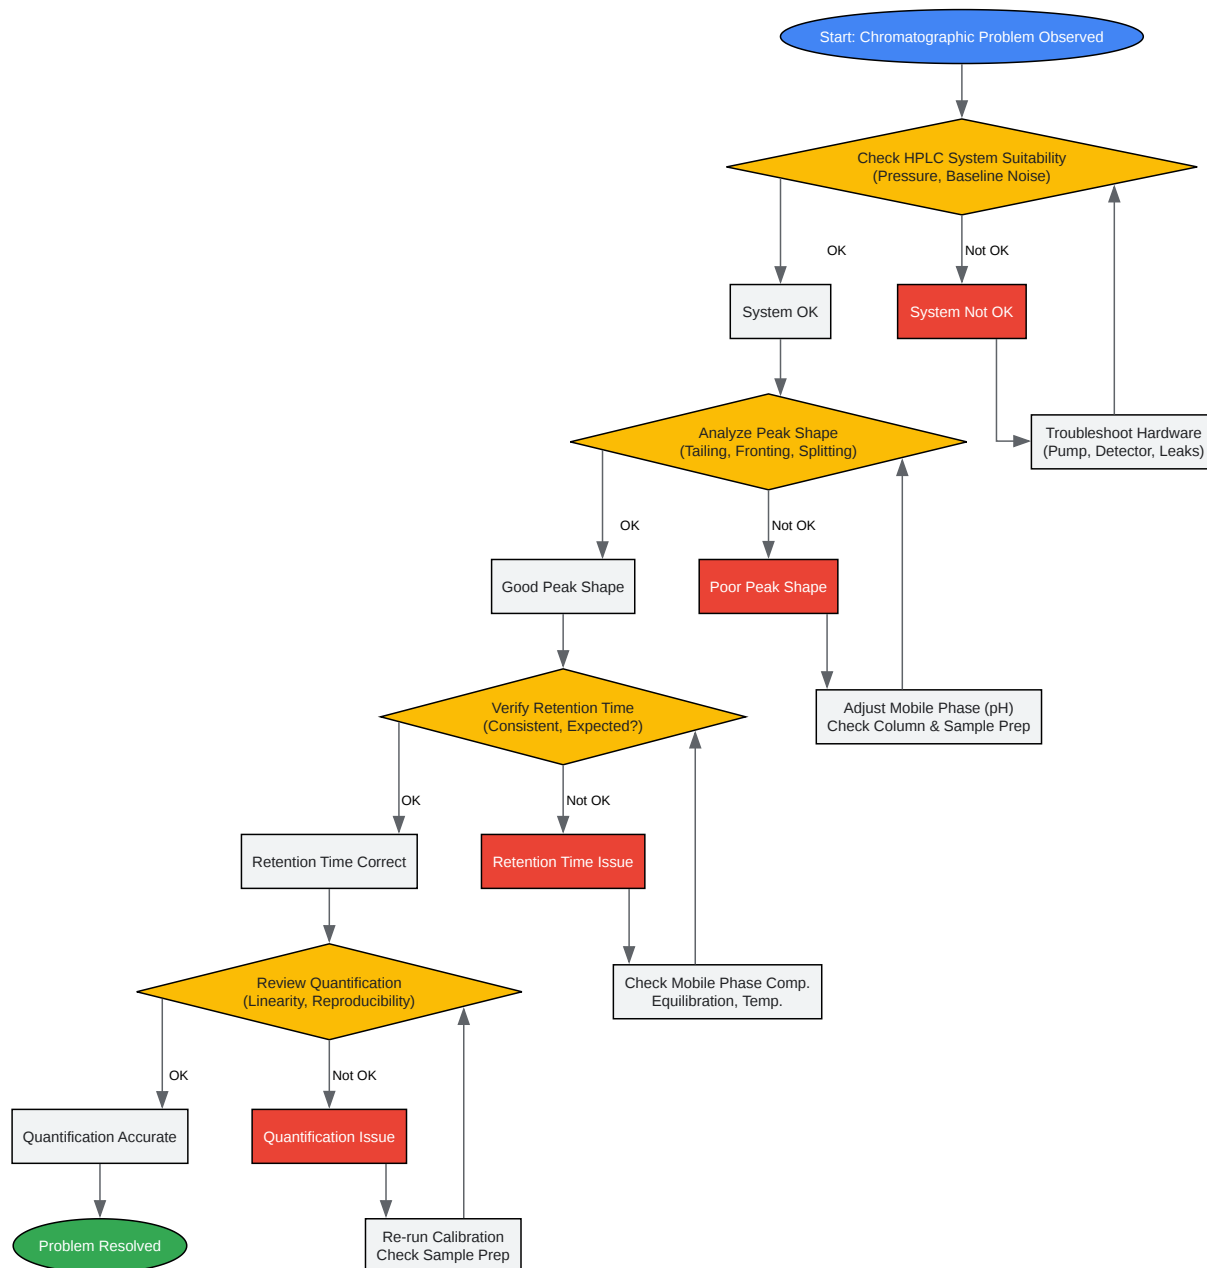 Start: Chromatographic Problem Observed
Check HPLC System Suitability
(Pressure, Baseline Noise)
OK
Not OK
System OK
System Not OK
Troubleshoot Hardware
(Pump, Detector, Leaks)
Analyze Peak Shape
(Tailing, Fronting, Splitting)
OK
Not OK
Good Peak Shape
Poor Peak Shape
Adjust Mobile Phase (pH)
Check Column & Sample Prep
Verify Retention Time
(Consistent, Expected?)
OK
Not OK
Retention Time Correct
Retention Time Issue
Check Mobile Phase Comp.
Equilibration, Temp.
Review Quantification
(Linearity, Reproducibility)
OK
Not OK
Quantification Accurate
Quantification Issue
Re-run Calibration
Check Sample Prep
Problem Resolved